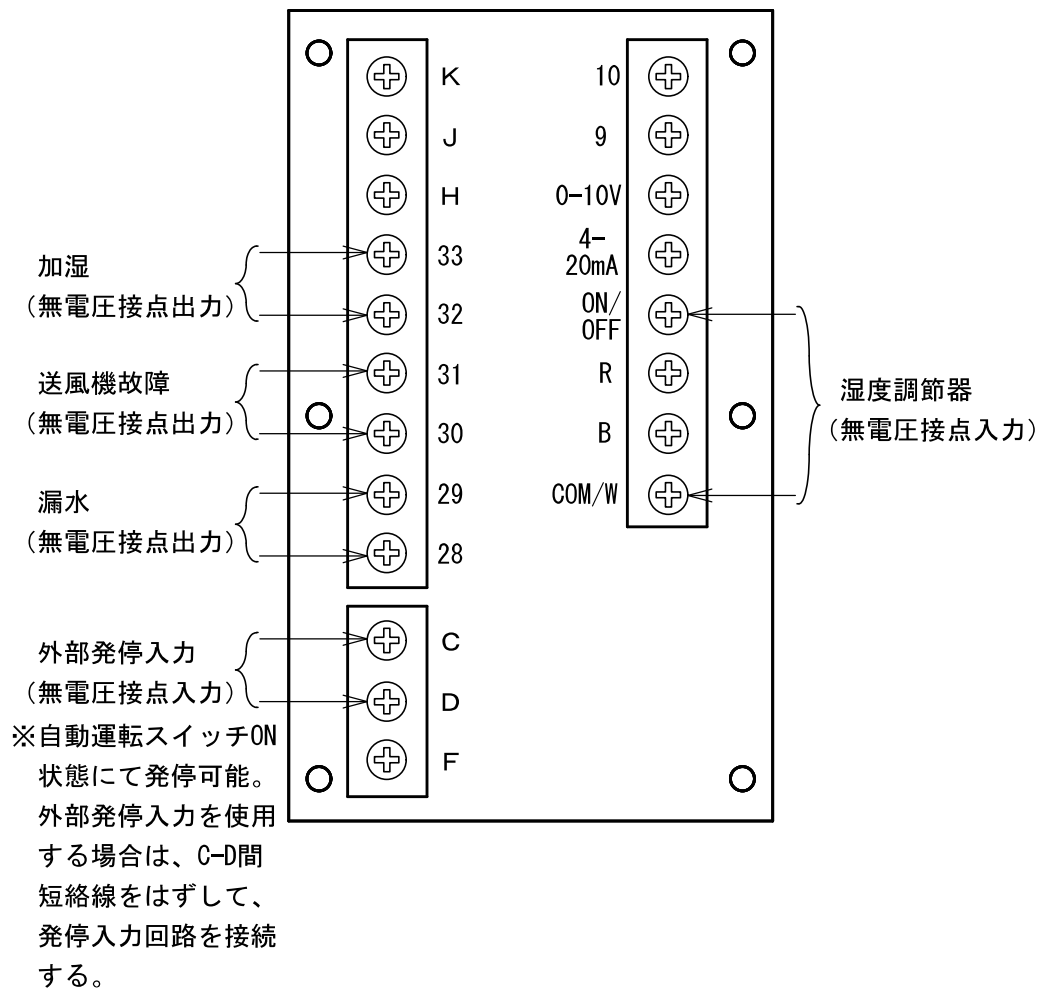 K
J
H
33
32
31
30
29
28
C
D
F
加湿
(無電圧接点出力)
送風機故障
(無電圧接点出力)
漏水
(無電圧接点出力)
外部発停入力
(無電圧接点入力)
※自動運転スイッチON
状態にて発停可能。
外部発停入力を使用
する場合は、C-D間
短絡線をはずして、
発停入力回路を接続
する。
10
9
0-10V
4-
20mA
ON/
OFF
R
B
COM/W
湿度調節器
(無電圧接点入力)